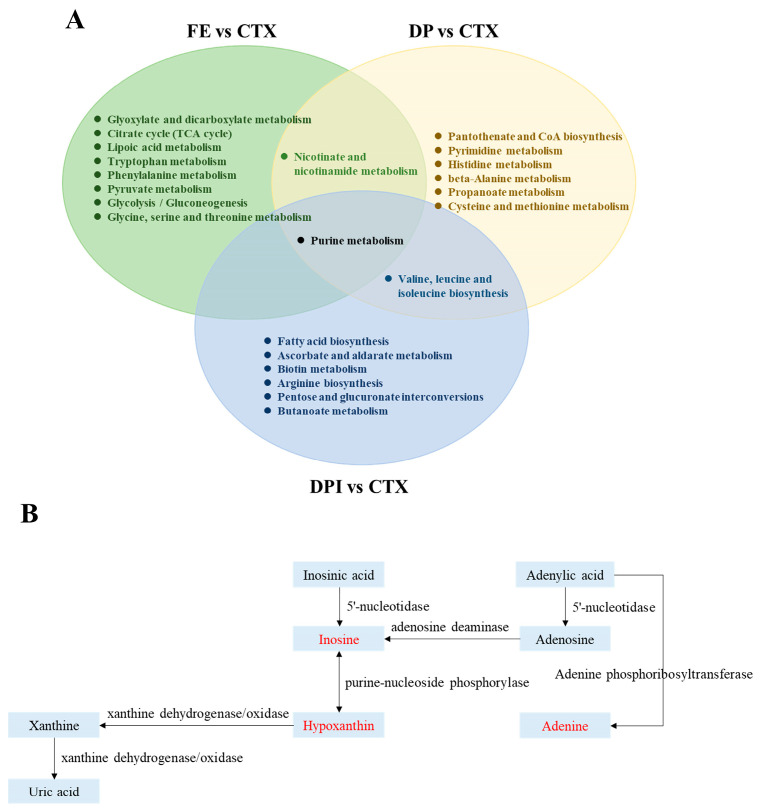 A
FE vs CTX
DP vs CTX
Glyoxylate and dicarboxylate metabolism
Citrate cycle (TCA cycle)
Lipoic acid metabolism
Tryptophan metabolism
Phenylalanine metabolism
Pyruvate metabolism
Glycolysis / Gluconeogenesis
Glycine, serine and threonine metabolism
Nicotinate and
nicotinamide metabolism
Pantothenate and CoA biosynthesis
Pyrimidine metabolism
Histidine metabolism
beta-Alanine metabolism
Propanoate metabolism
Cysteine and methionine metabolism
Purine metabolism
Valine, leucine and
isoleucine biosynthesis
Fatty acid biosynthesis
Ascorbate and aldarate metabolism
Biotin metabolism
Arginine biosynthesis
Pentose and glucuronate interconversions
Butanoate metabolism
DPI vs CTX
B
Inosinic acid
Adenylic acid
5'-nucleotidase
5'-nucleotidase
adenosine deaminase
Inosine
Adenosine
purine-nucleoside phosphorylase
Adenine phosphoribosyltransferase
xanthine dehydrogenase/oxidase
Xanthine
Hypoxanthin
Adenine
xanthine dehydrogenase/oxidase
Uric acid